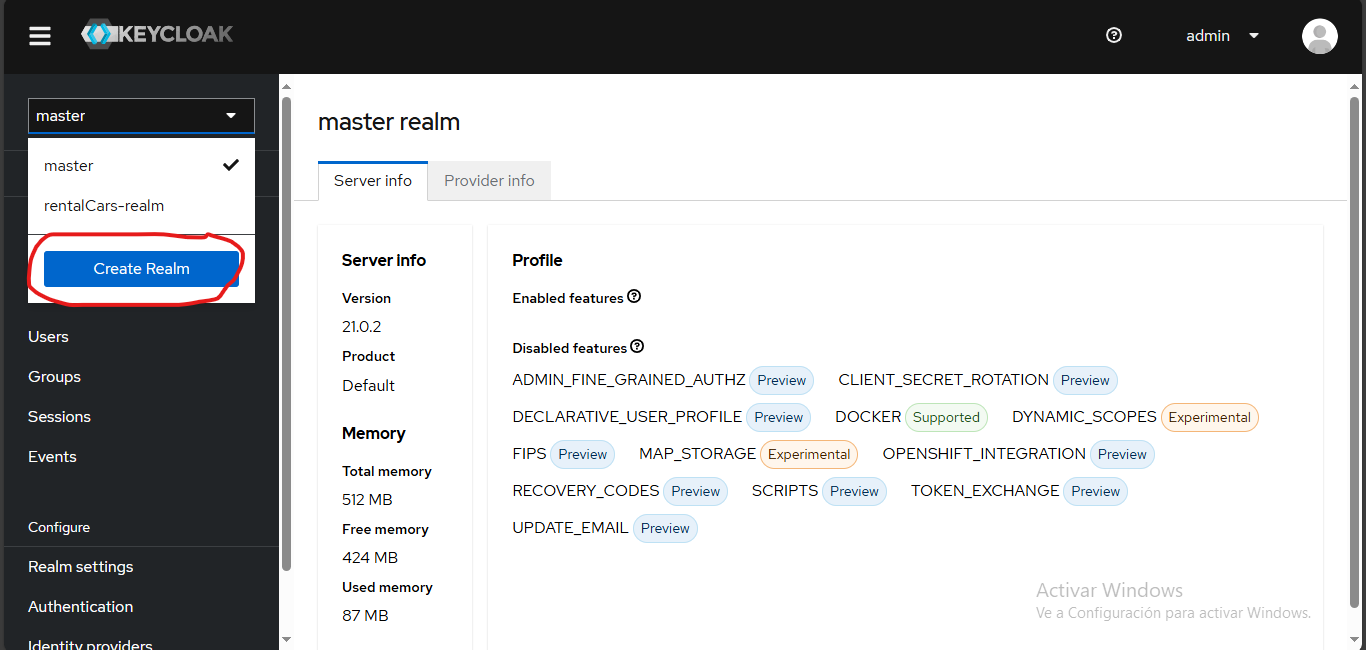 KEYCLOAK
admin
master
master
rentalCars-realm
Create Realm
Users
Groups
Sessions
Events
Configure
Realm settings
Authentication
Identity providers
master realm
Server info
Provider info
Server info
Version
21.0.2
Product
Default
Memory
Total memory
512 MB
Free memory
424 MB
Used memory
87 MB
Profile
Enabled features
Disabled features
ADMIN_FINE_GRAINED_AUTHZ Preview CLIENT_SECRET_ROTATION Preview
DECLARATIVE_USER_PROFILE Preview DOCKER Supported DYNAMIC_SCOPES Experimental
FIPS Preview MAP_STORAGE Experimental OPENSHIFT_INTEGRATION Preview
RECOVERY_CODES Preview SCRIPTS Preview TOKEN_EXCHANGE Preview
UPDATE_EMAIL Preview
Activar Windows
Ve a Configuración para activar Windows.